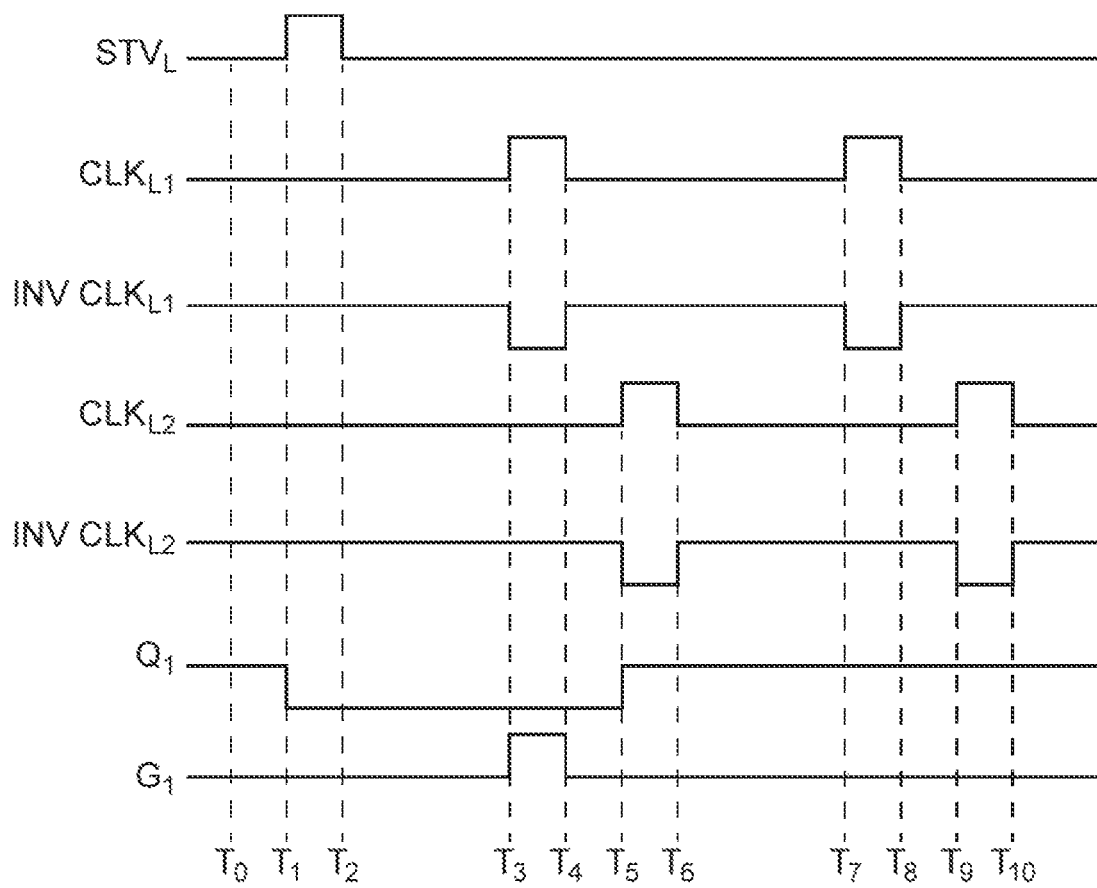 STV_L
CLK_L1
INV CLK_L1
CLK_L2
INV CLK_L2
Q_1
G_1
T_0 T_1 T_2 T_3 T_4 T_5 T_6 T_7 T_8 T_9 T_10